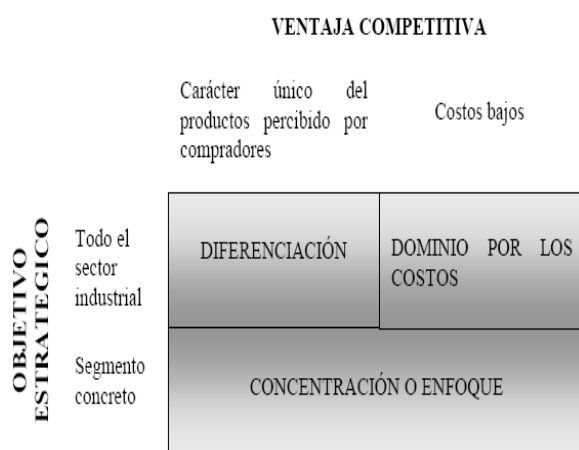 VENTAJA COMPETITIVA
Carácter único del
productos percibido por
compradores
Costos bajos
OBJETIVO
ESTRATEGICO
Todo el
sector
industrial
DIFERENCIACIÓN
DOMINIO POR LOS
COSTOS
Segmento
concreto
CONCENTRACIÓN O ENFOQUE